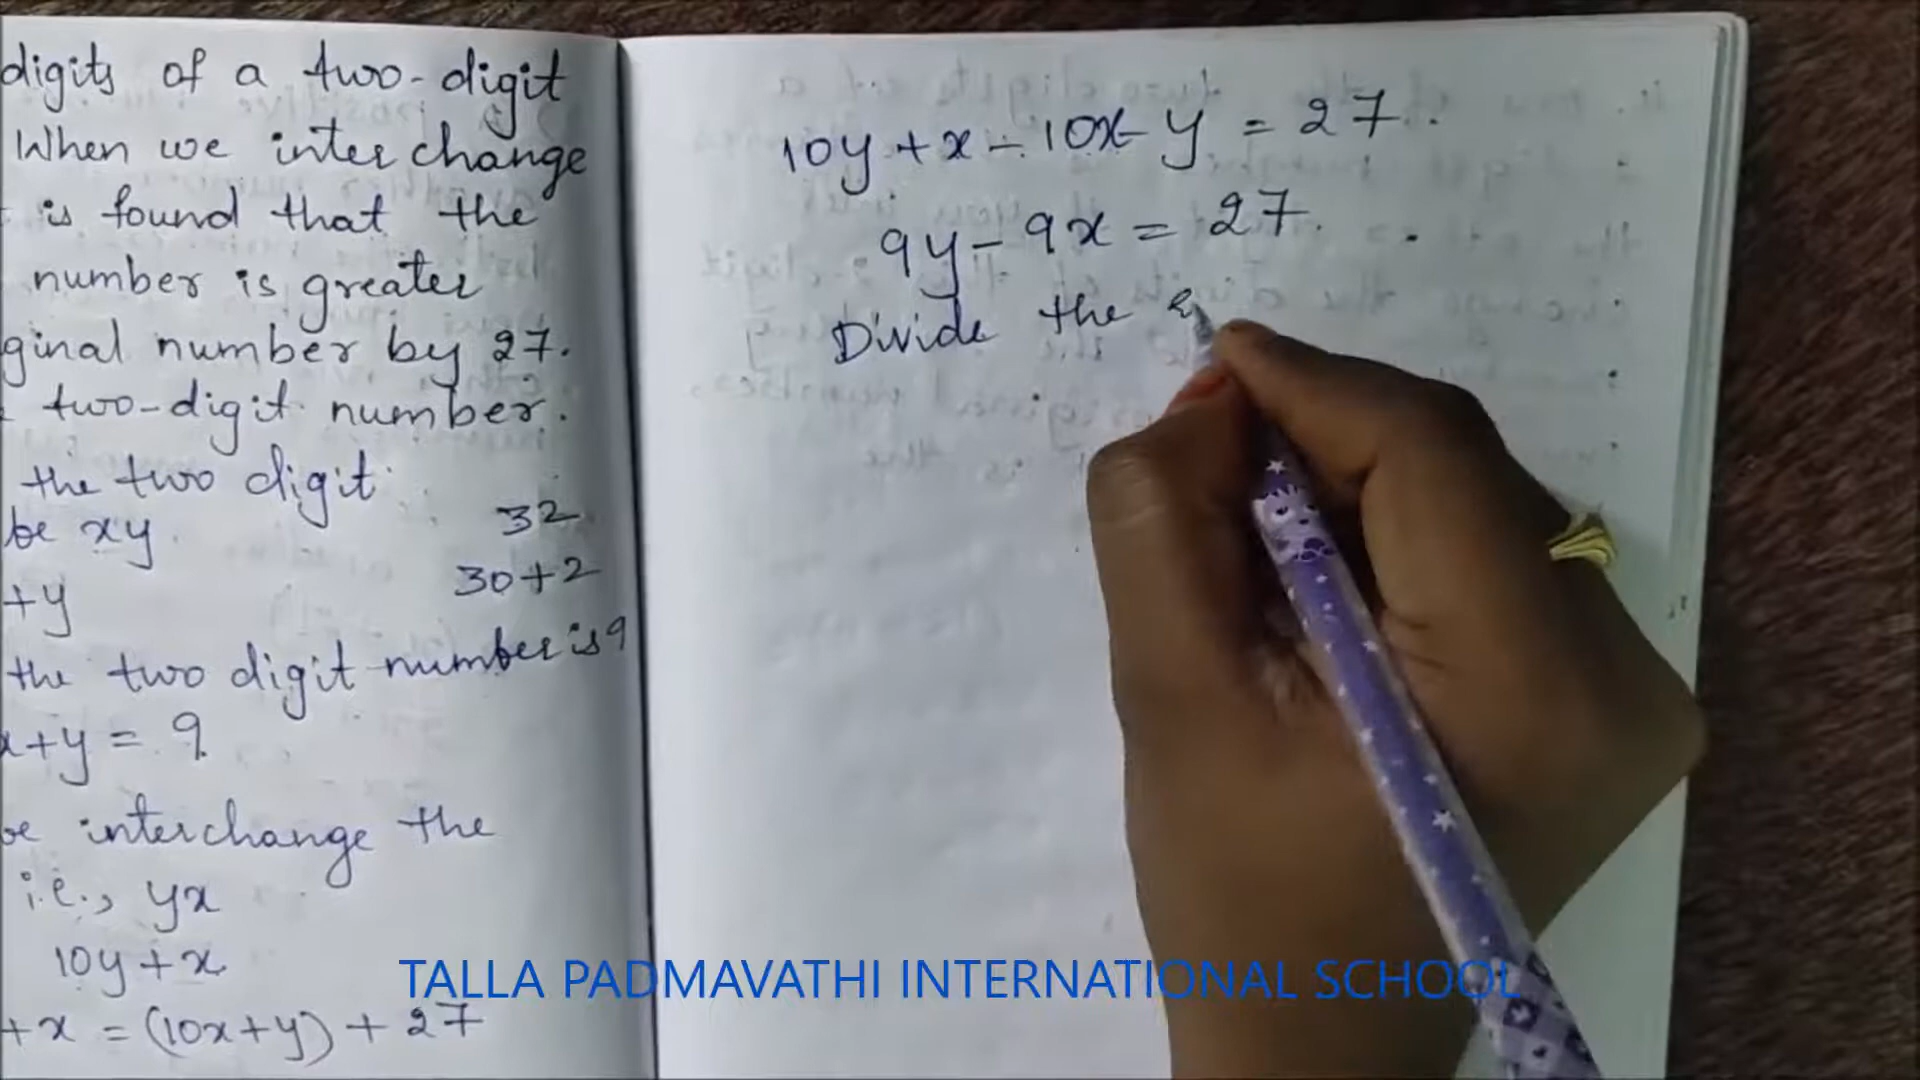 digits of a two-digit
When we interchange
is found that the
number is greater
ginal number by 27.
two-digit number.
the two digit
be xy
32
30+2
+y
the two digit number is 9
x+y = 9.
interchange the
i.e., yx
10y+x
+x = (10x+y) + 27
10y+x-10x-y = 27.
9y-9x = 27.
Divide the
TALLA PADMAVATHI INTERNATIONAL SCHOOL